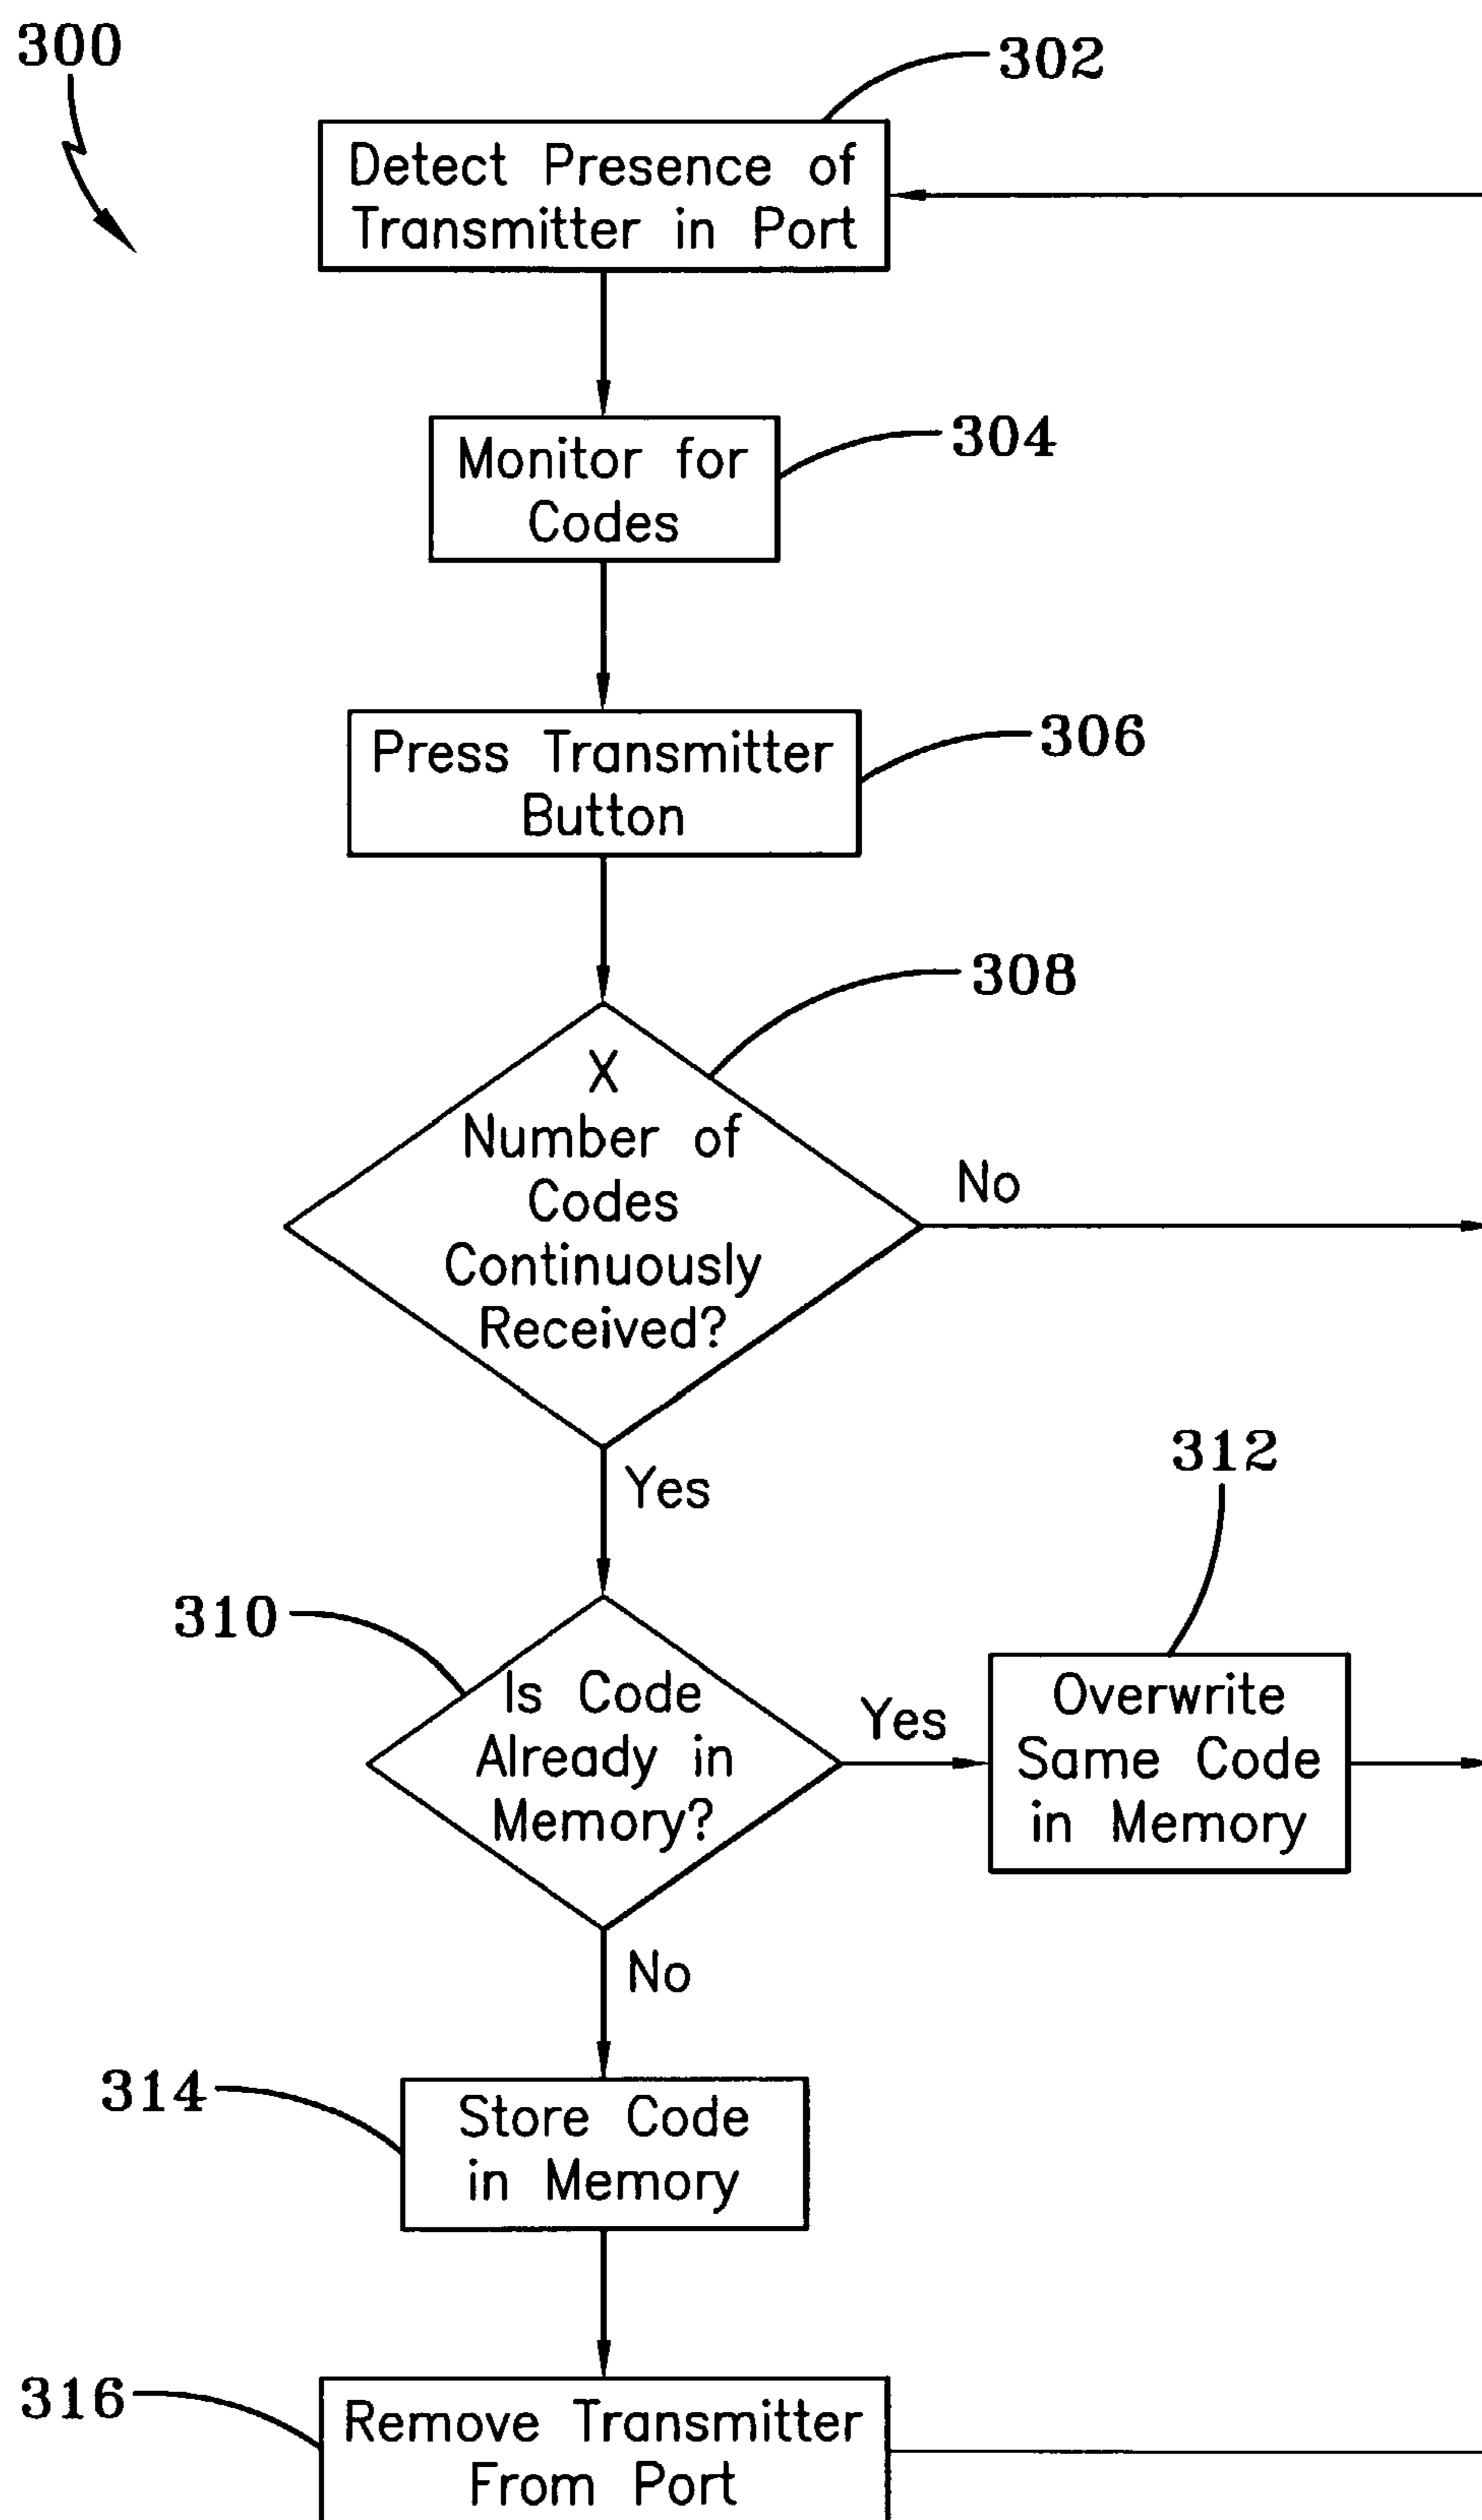 300
302
Detect Presence of
Transmitter in Port
304
Monitor for
Codes
306
Press Transmitter
Button
308
X
Number of
Codes
Continuously
Received?
No
Yes
312
310
Is Code
Already in
Memory?
Yes
Overwrite
Same Code
in Memory
No
314
Store Code
in Memory
316
Remove Transmitter
From Port